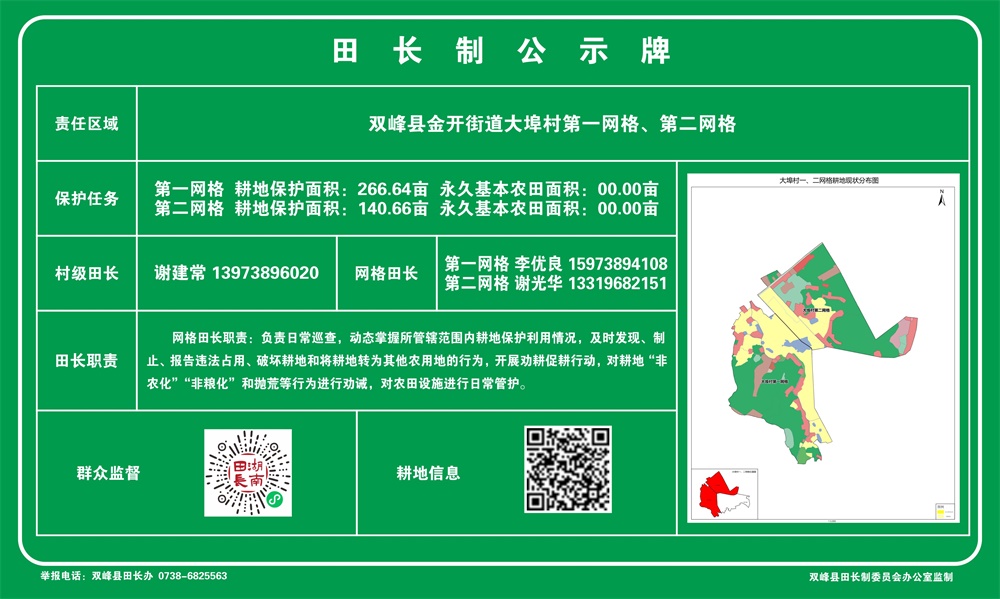 田长制公示牌
责任区域
双峰县金开街道大埠村第一网格、第二网格
保护任务
第一网格 耕地保护面积：266.64亩 永久基本农田面积：00.00亩
第二网格 耕地保护面积：140.66亩 永久基本农田面积：00.00亩
村级田长
谢建常 13973896020
网格田长
第一网格 李优良 15973894108
第二网格 谢光华 13319682151
田长职责
网格田长职责：负责日常巡查，动态掌握所管辖范围内耕地保护利用情况，及时发现、制
止、报告违法占用、破坏耕地和将耕地转为其他农用地的行为，开展劝耕促耕行动，对耕地“非
农化”“非粮化”和抛荒等行为进行劝诫，对农田设施进行日常管护。
群众监督
湖南
田長
耕地信息
大埠村一、二网格耕地现状分布图
N
大埠村第二网格
大埠村第一网格
举报电话：双峰县田长办 0738-6825563
双峰县田长制委员会办公室监制